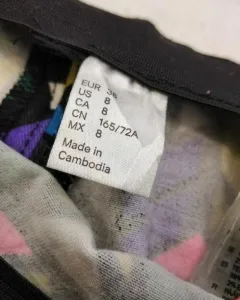 EUR 38
US 8
CA 8
CN 165/72A
MX 8
Made in
Cambodia